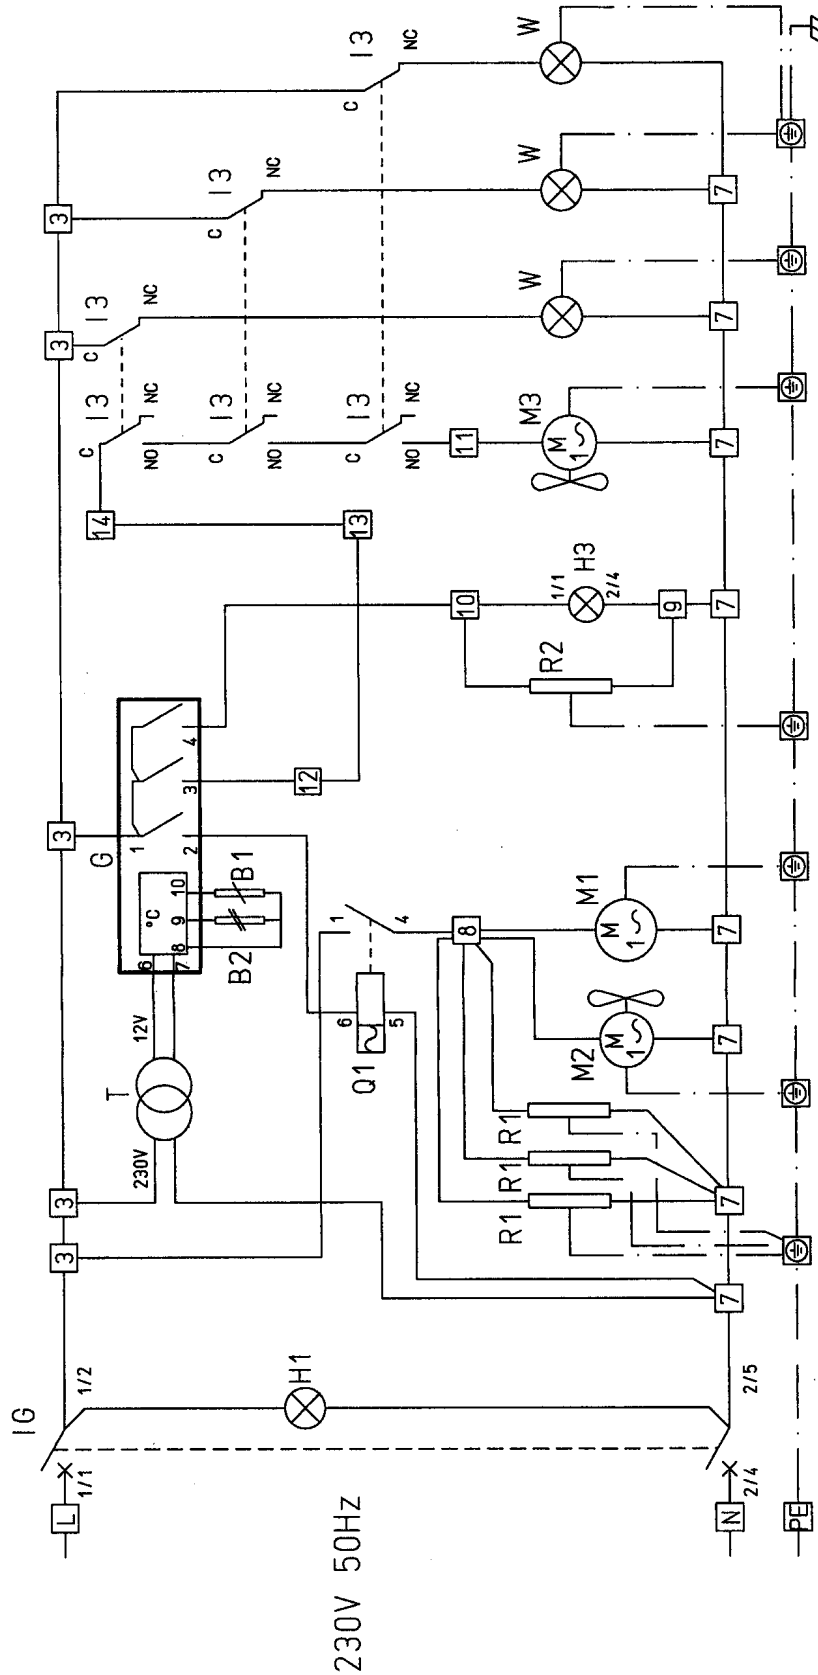 IG
L
1/1
1/2
3
3
3
3
3
T
230V
12V
G
6
7
°C
8
9
10
1
2
3
4
B2
B1
14
C
I3
NC
NO
C
I3
NC
C
I3
NC
NO
C
I3
NC
C
I3
NC
NO
C
I3
NC
230V 50Hz
H1
Q1
6
5
1
4
12
13
8
10
11
R1
R1
R1
M2
M
1~
M1
M
1~
R2
1/1
H3
2/4
9
M3
M
1~
W
W
W
N
2/4
2/5
7
7
7
7
7
7
7
7
PE